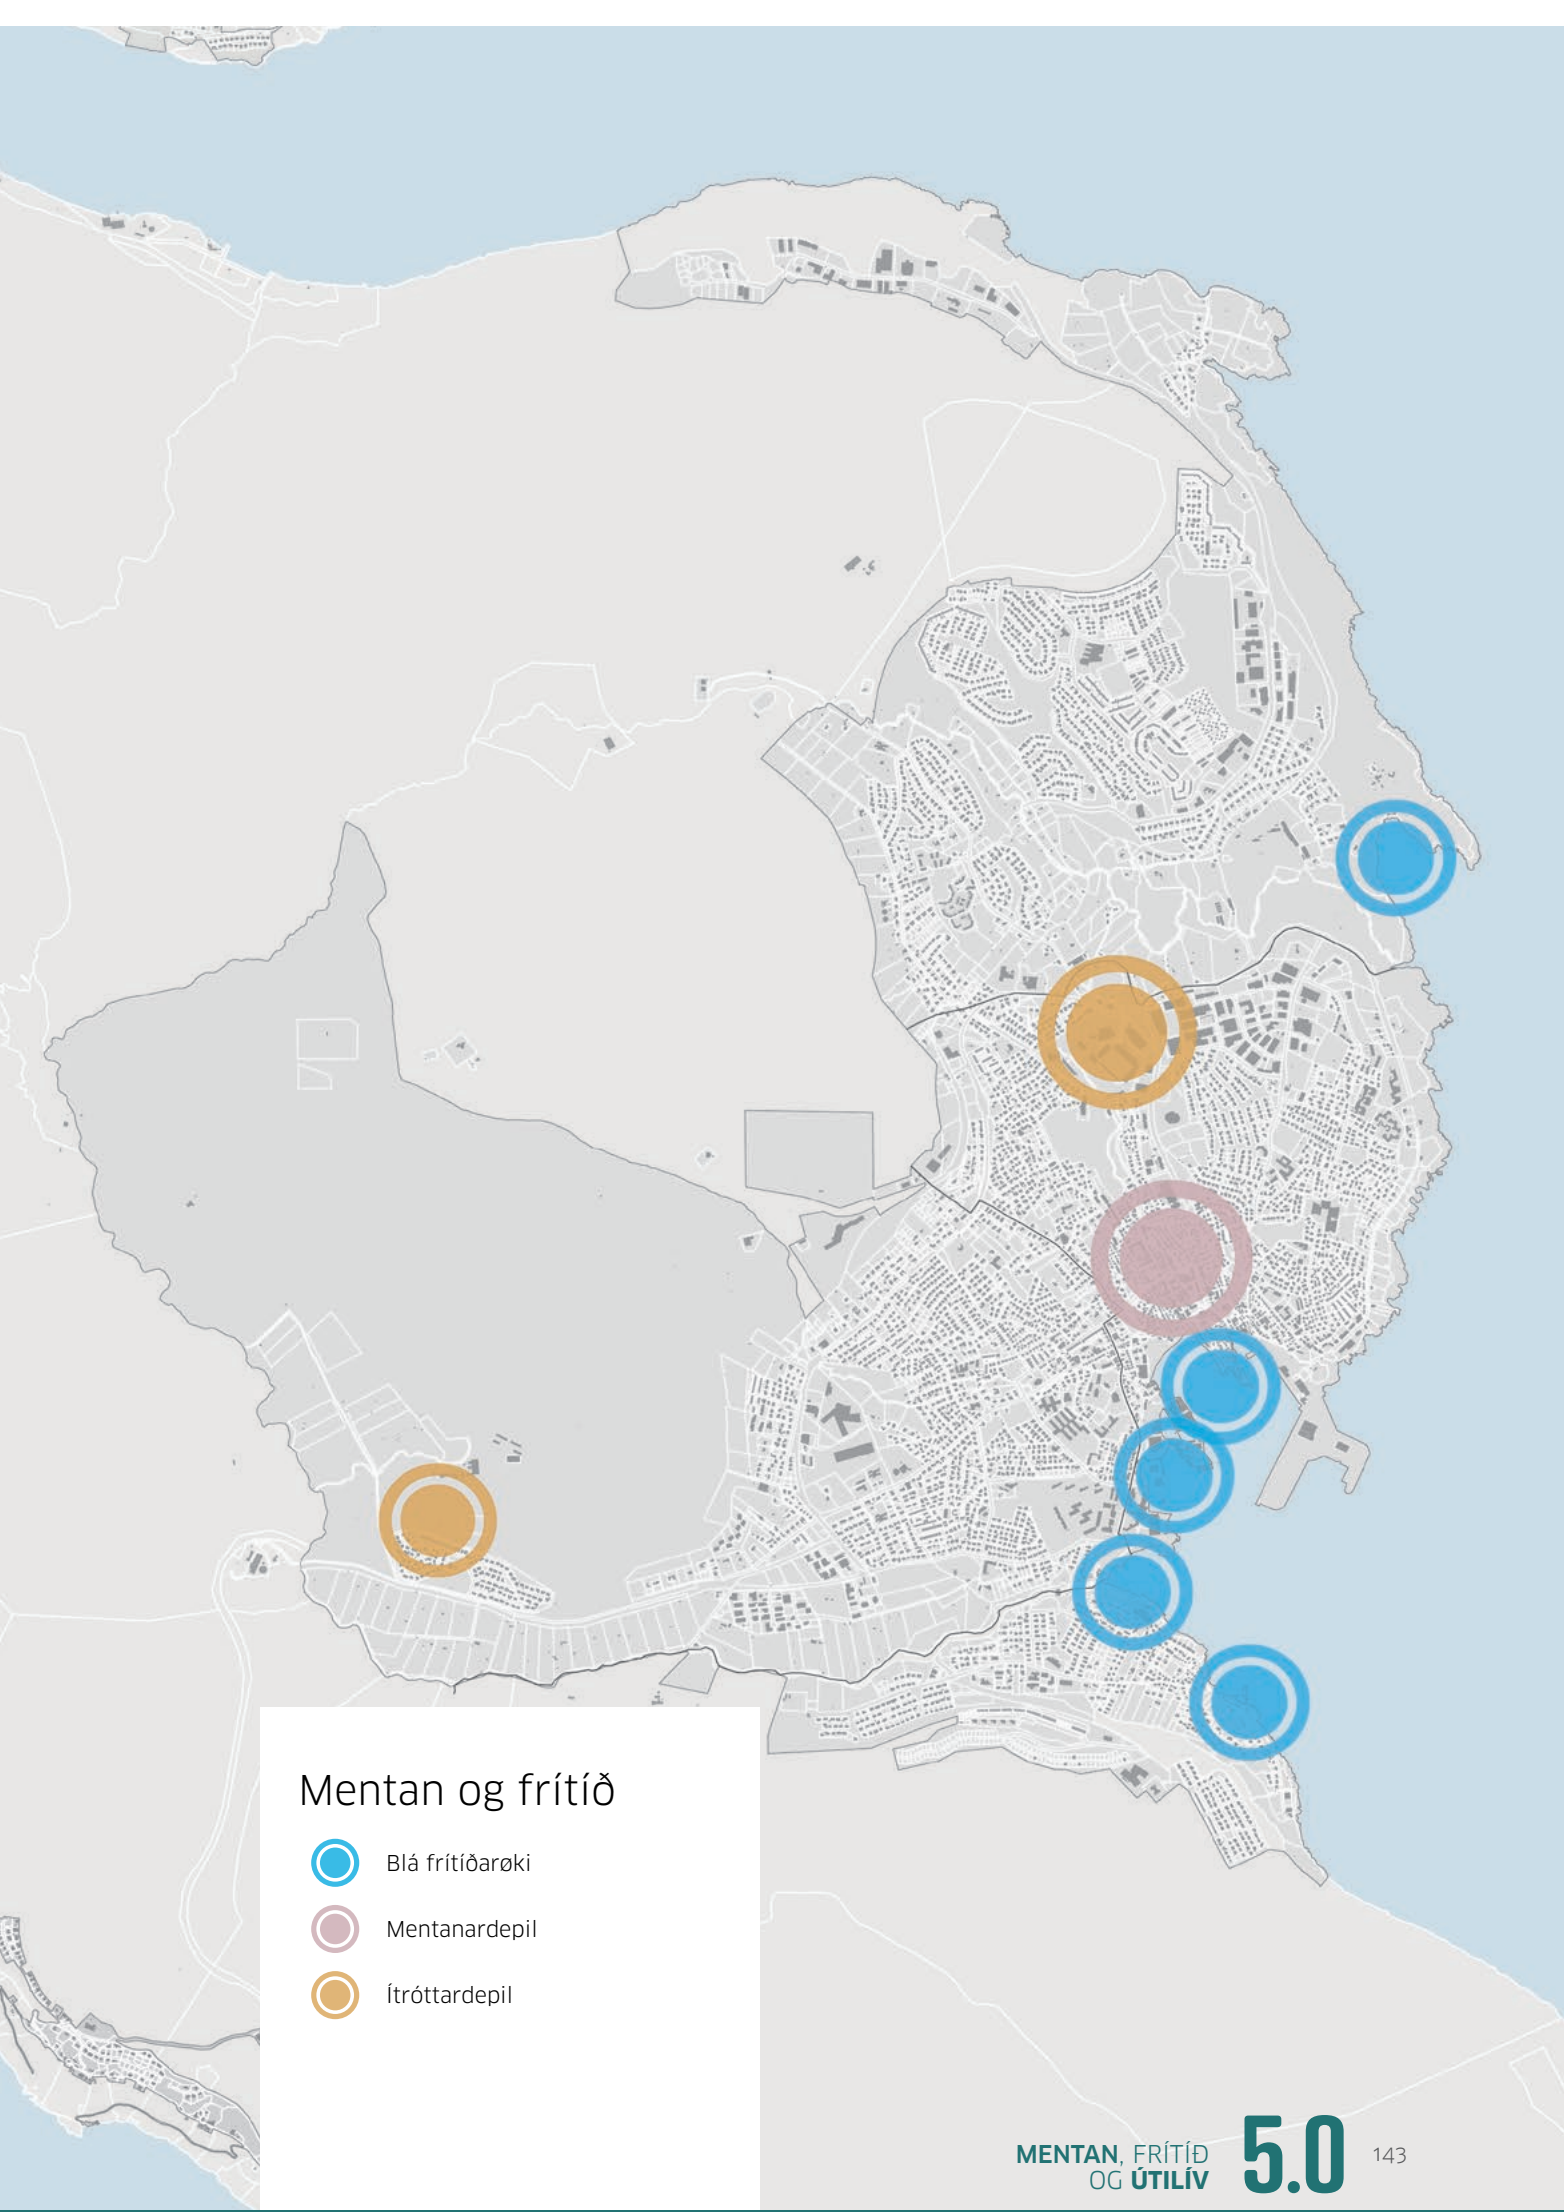 Mentan og frítíð
Blá frítíðarøki
Mentanardepil
Ítróttardepil
MENTAN, FRÍTÍÐ
OG ÚTILÍV
5.0
143